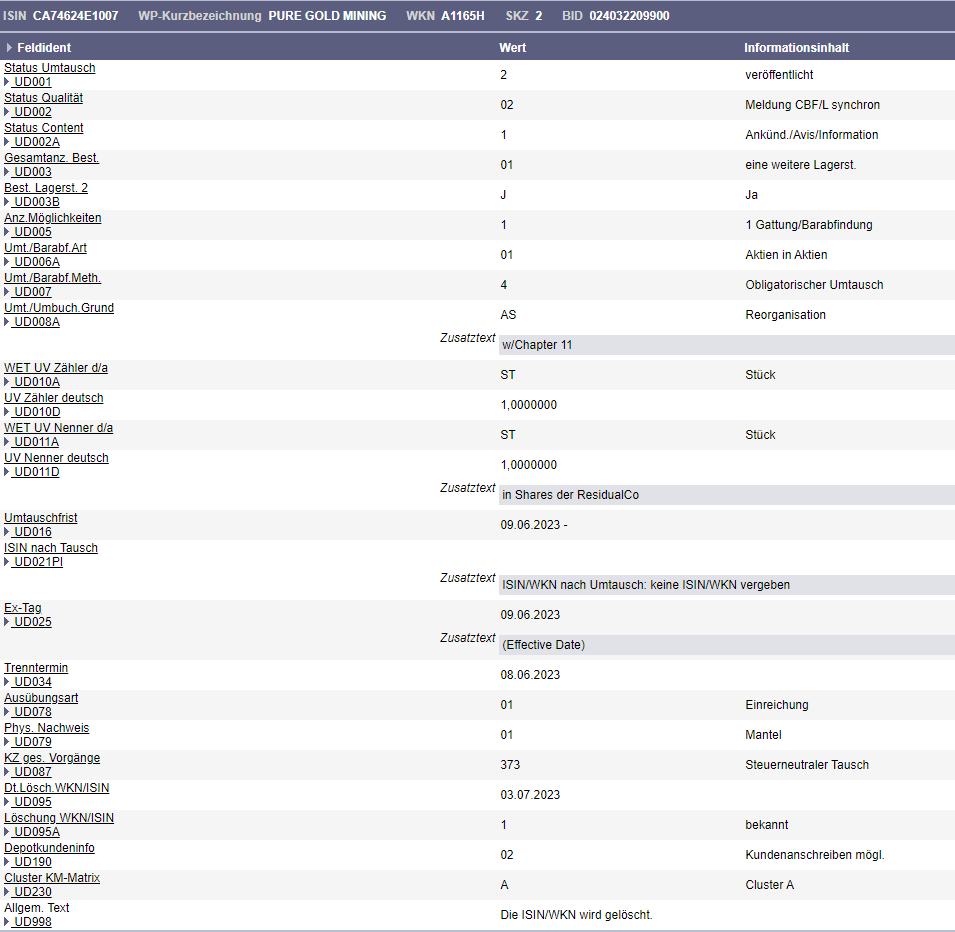 ISIN CA74624E1007 WP-Kurzbezeichnung PURE GOLD MINING WKN A1165H SKZ 2 BID 024032209900
Feldident Wert Informationsinhalt
Status Umtausch
UD001 2 veröffentlicht
Status Qualität
UD002 02 Meldung CBF/L synchron
Status Content
UD002A 1 Ankünd./Avis/Information
Gesamtanz. Best.
UD003 01 eine weitere Lagerst.
Best. Lagerst. 2
UD003B J Ja
Anz.Möglichkeiten
UD005 1 1 Gattung/Barabfindung
Umt./Barabf.Art
UD006A 01 Aktien in Aktien
Umt./Barabf.Meth.
UD007 4 Obligatorischer Umtausch
Umt./Umbuch.Grund
UD008A AS Reorganisation
Zusatztext w/Chapter 11
WET UV Zähler d/a
UD010A ST Stück
UV Zähler deutsch
UD010D 1,0000000
WET UV Nenner d/a
UD011A ST Stück
UV Nenner deutsch
UD011D 1,0000000
Zusatztext in Shares der ResidualCo
Umtauschfrist
UD016 09.06.2023 -
ISIN nach Tausch
UD021PI
Zusatztext ISIN/WKN nach Umtausch: keine ISIN/WKN vergeben
Ex-Tag
UD025 09.06.2023
Zusatztext (Effective Date)
Trenntermin
UD034 08.06.2023
Ausübungsart
UD078 01 Einreichung
Phys. Nachweis
UD079 01 Mantel
KZ ges. Vorgänge
UD087 373 Steuerneutraler Tausch
Dt.Lösch.WKN/ISIN
UD095 03.07.2023
Löschung WKN/ISIN
UD095A 1 bekannt
Depotkundeninfo
UD190 02 Kundenanschreiben mögl.
Cluster KM-Matrix
UD230 A Cluster A
Allgem. Text
UD998 Die ISIN/WKN wird gelöscht.